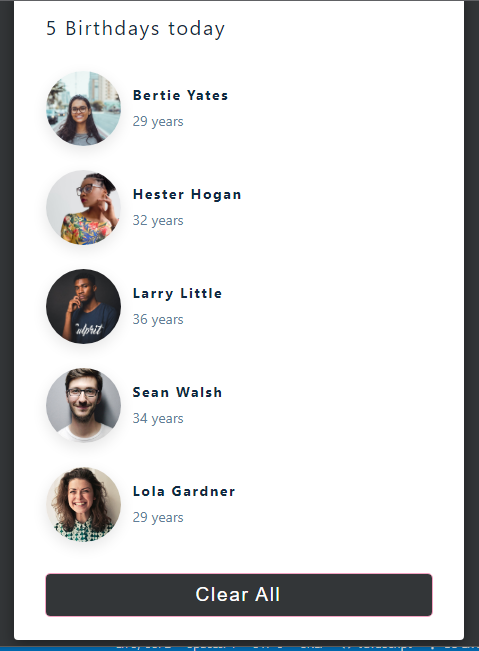 5 Birthdays today
Bertie Yates
29 years
Hester Hogan
32 years
Larry Little
36 years
Sean Walsh
34 years
Lola Gardner
29 years
Clear All